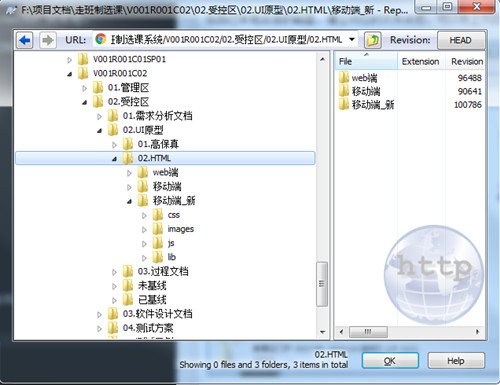 F:\项目文档\走班制选课\V001R001C02\02.受控区\02.UI原型\02.HTML\移动端_新 - Rep...
URL: 制选课系统/V001R001C02/02.受控区/02.UI原型/02.HTML Revision: HEAD
V001R001C01SP01
V001R001C02
01.管理区
02.受控区
01.需求分析文档
02.UI原型
01.高保真
02.HTML
web端
移动端
移动端_新
css
images
js
lib
03.过程文档
未基线
已基线
03.软件设计文档
04.测试方案
File Extension Revision
web端 96488
移动端 90641
移动端_新 100786
http
02.HTML
Showing 0 files and 3 folders, 3 items in total
OK Help